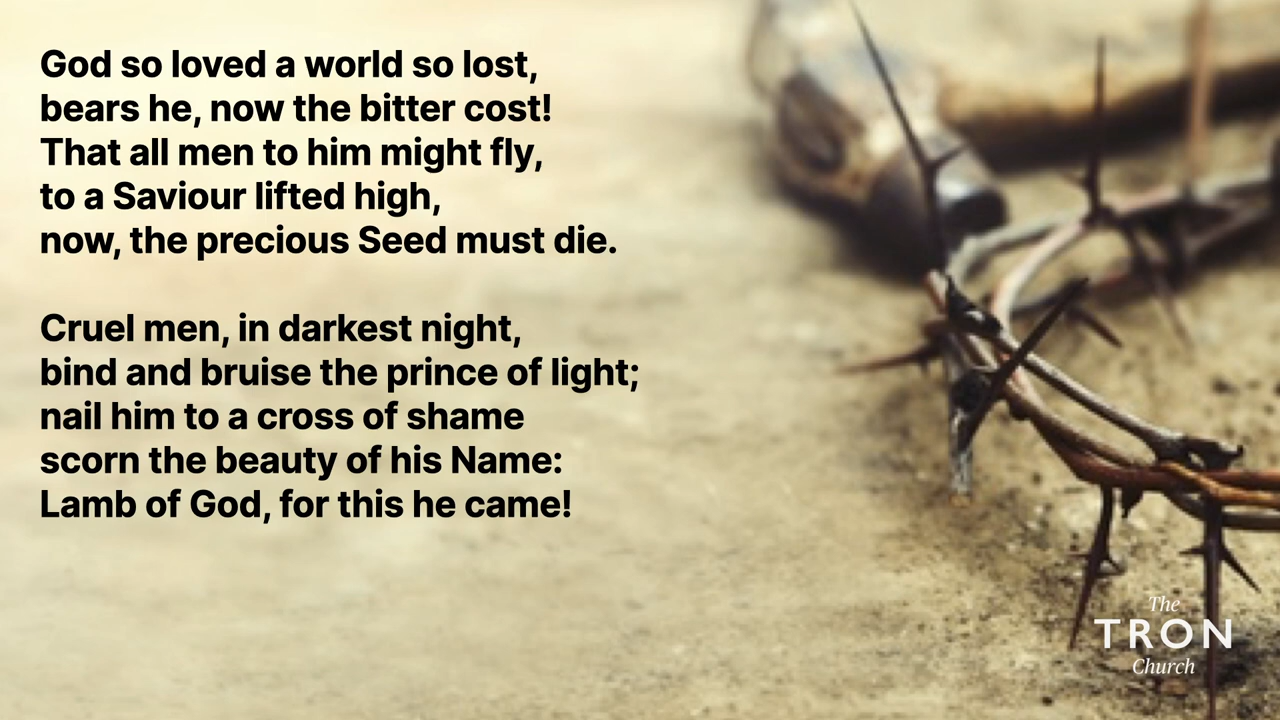 God so loved a world so lost,
bears he, now the bitter cost!
That all men to him might fly,
to a Saviour lifted high,
now, the precious Seed must die.
Cruel men, in darkest night,
bind and bruise the prince of light;
nail him to a cross of shame
scorn the beauty of his Name:
Lamb of God, for this he came!
The
TRON
Church